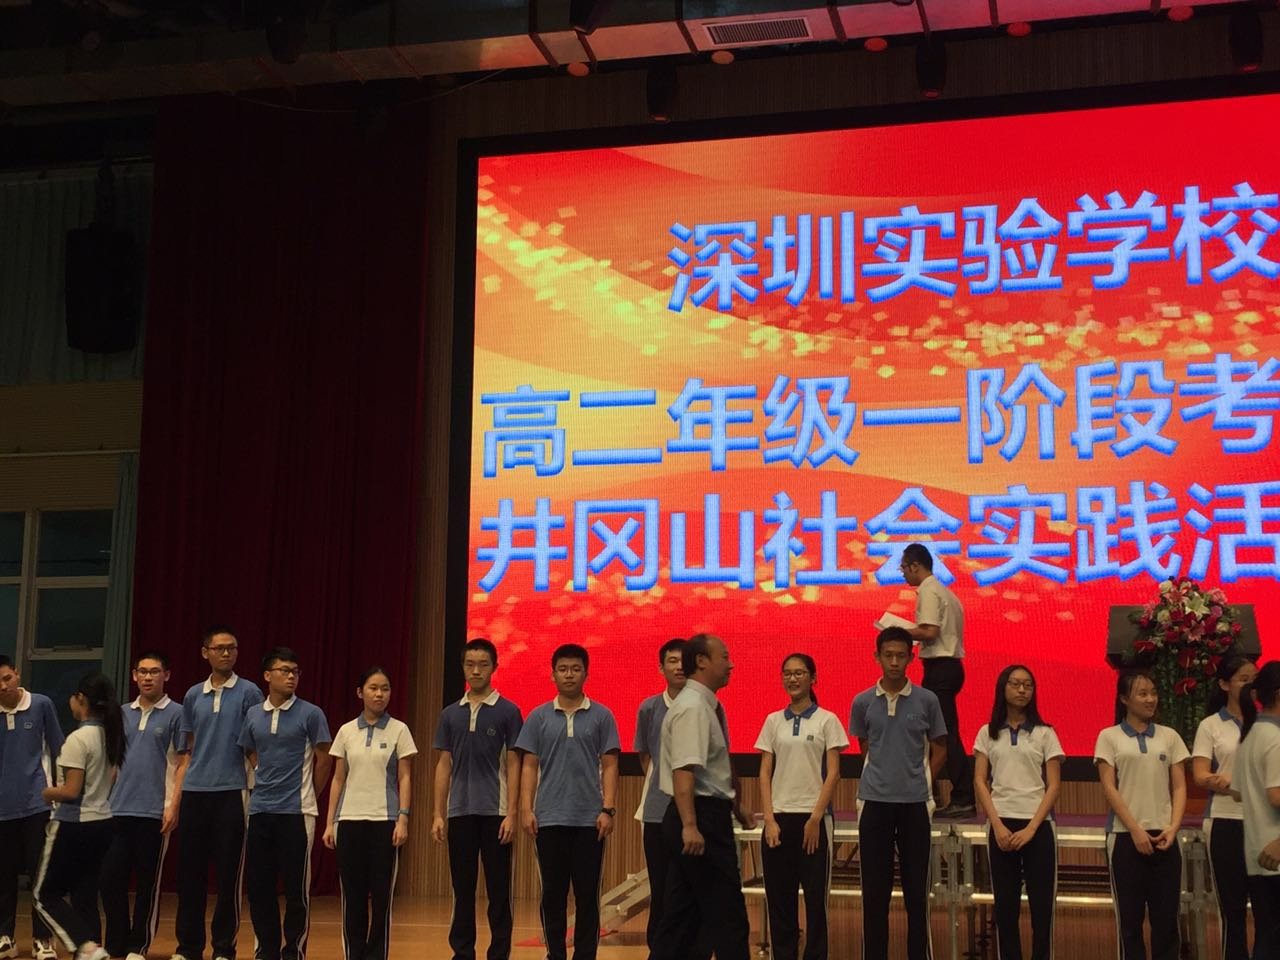 深圳实验学校
高二年级一阶段考
井冈山社会实践活